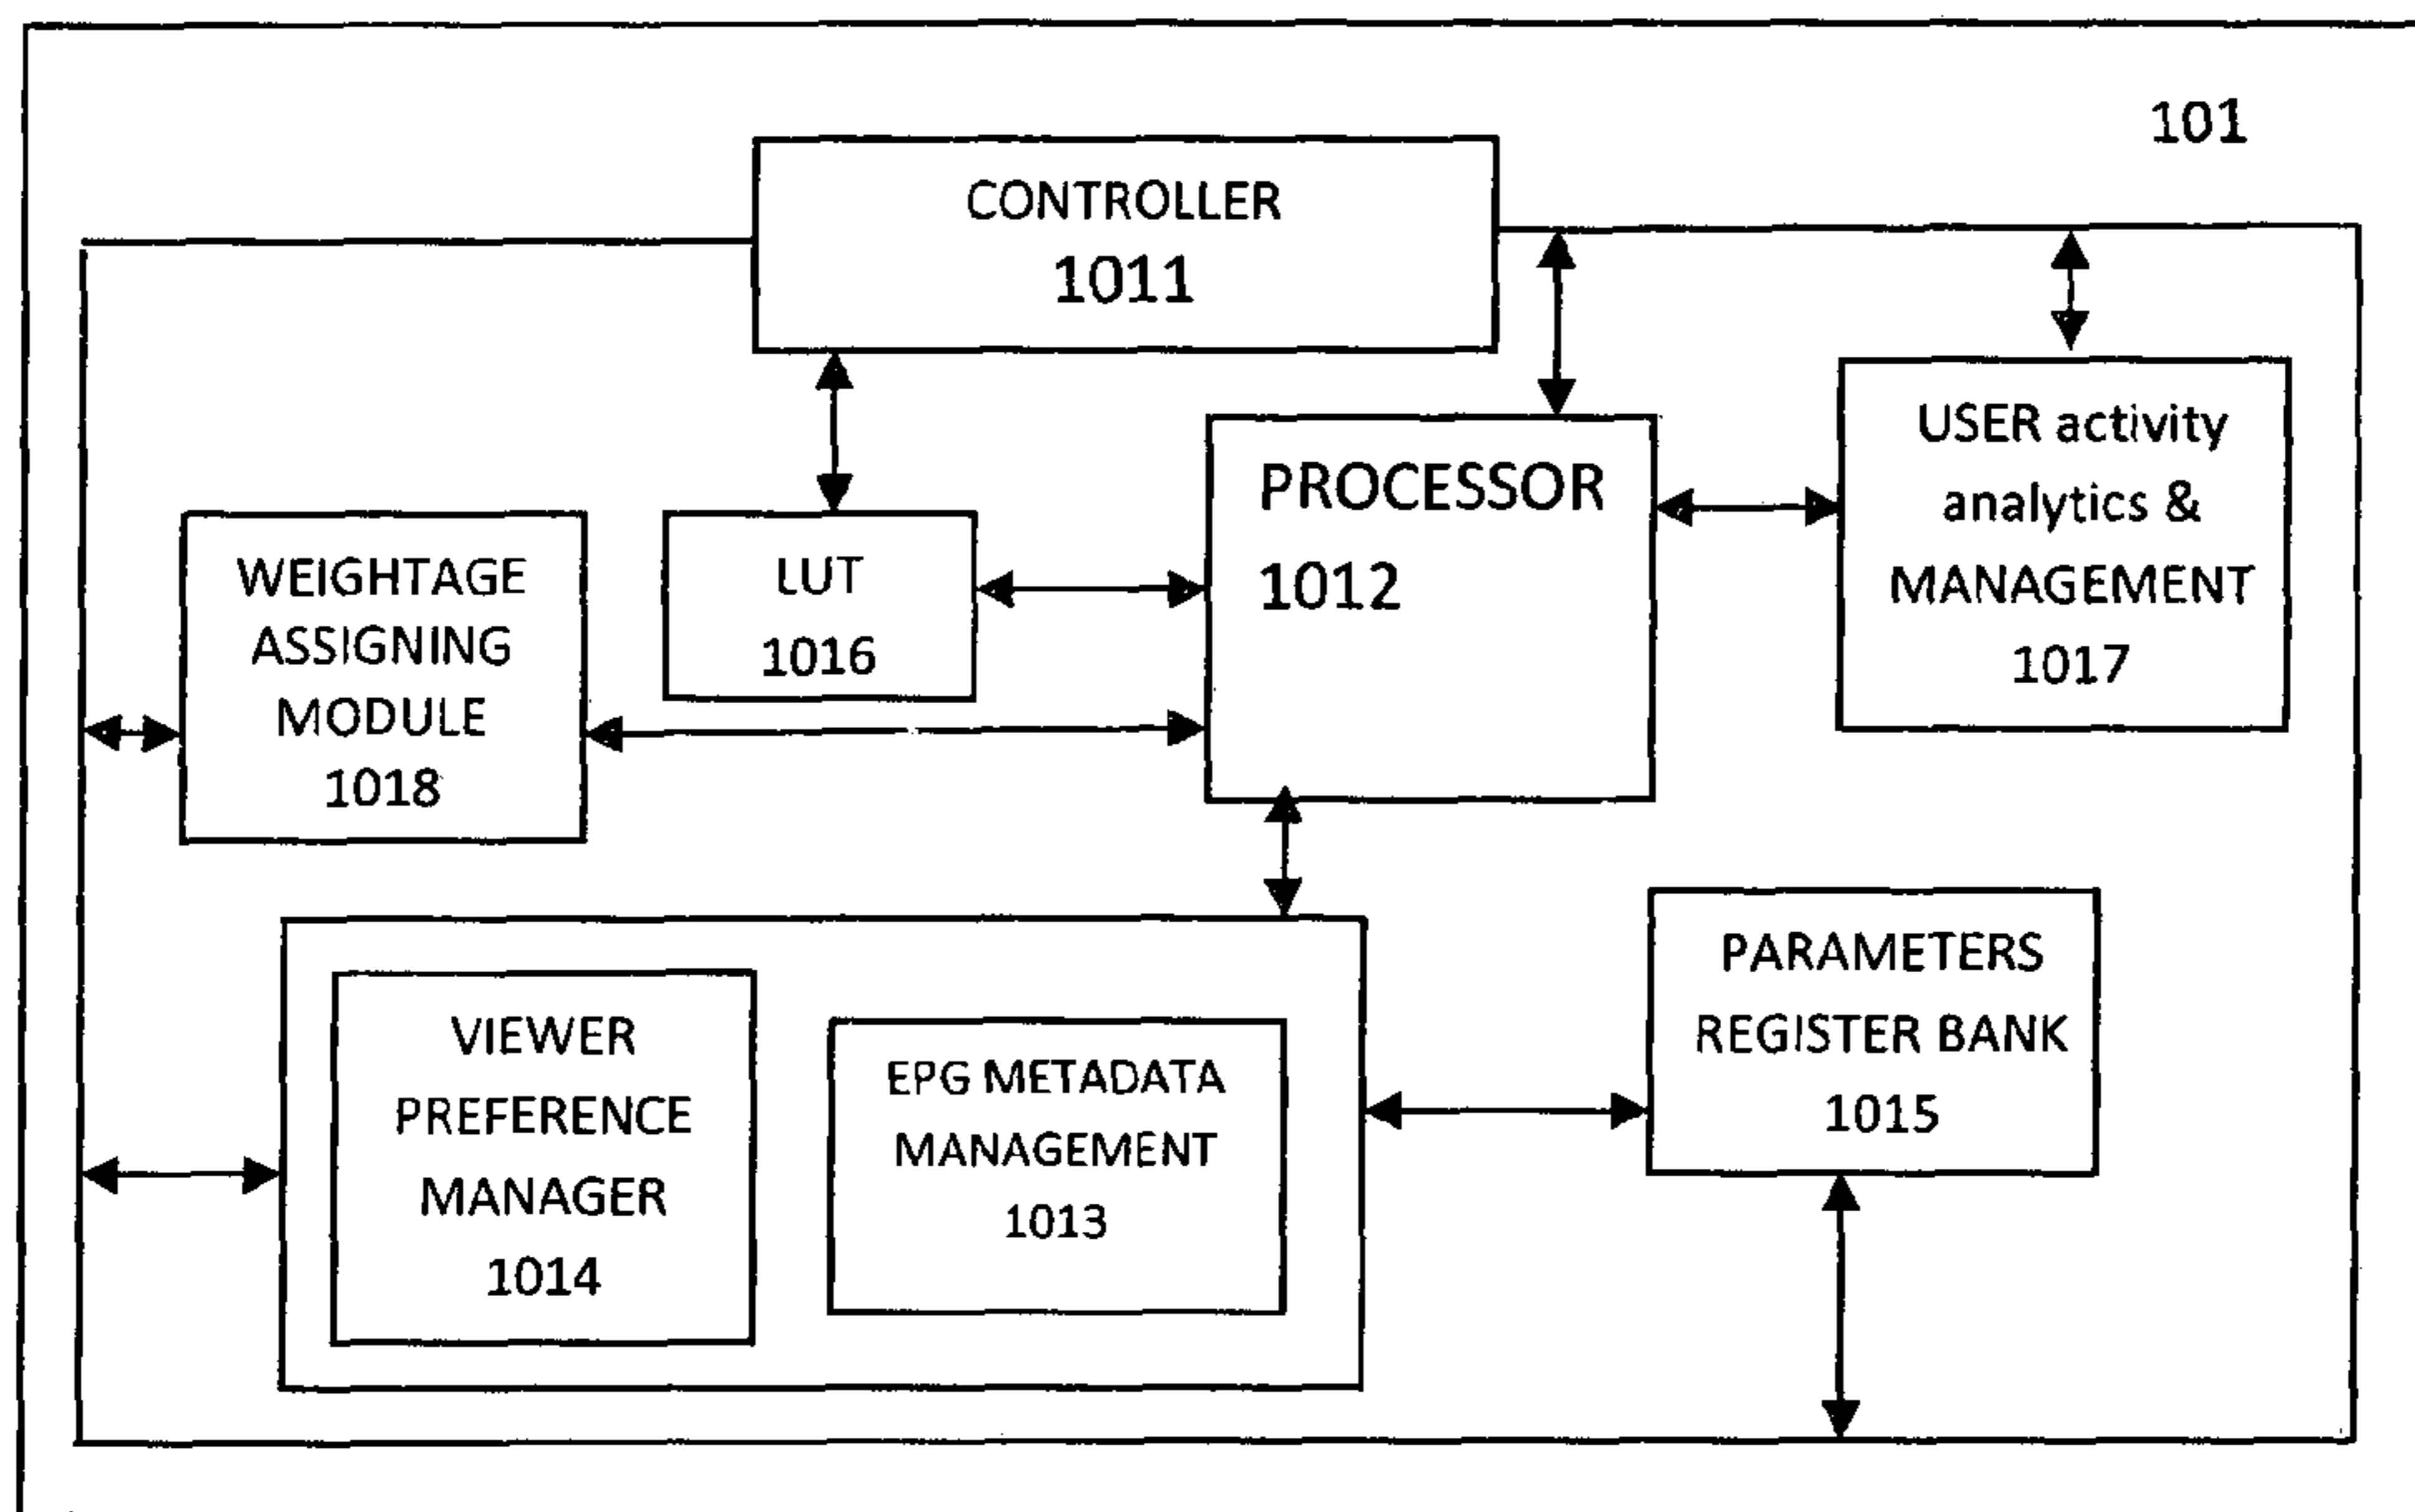 101
CONTROLLER
1011
USER activity
analytics &
MANAGEMENT
1017
PROCESSOR
1012
LUT
1016
WEIGHTAGE
ASSIGNING
MODULE
1018
VIEWER
PREFERENCE
MANAGER
1014
EPG METADATA
MANAGEMENT
1013
PARAMETERS
REGISTER BANK
1015